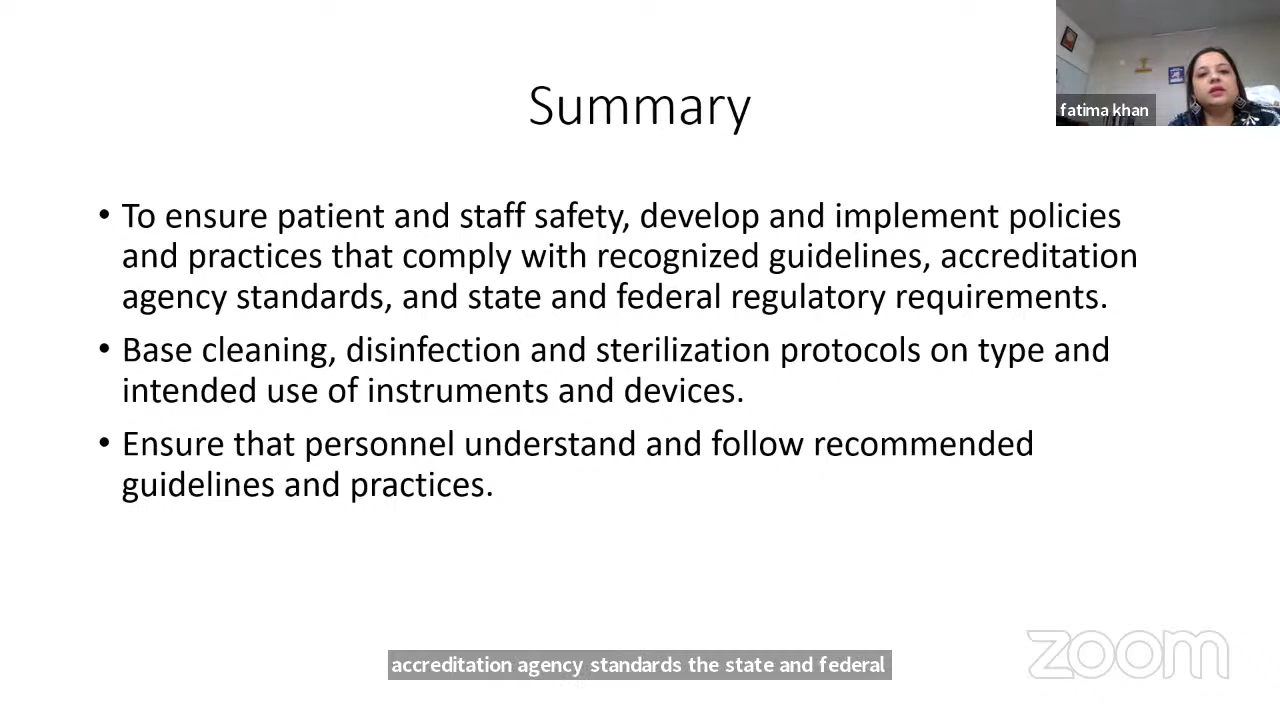 Summary
fatima khan
• To ensure patient and staff safety, develop and implement policies
and practices that comply with recognized guidelines, accreditation
agency standards, and state and federal regulatory requirements.
• Base cleaning, disinfection and sterilization protocols on type and
intended use of instruments and devices.
• Ensure that personnel understand and follow recommended
guidelines and practices.
accreditation agency standards the state and federal
zoom